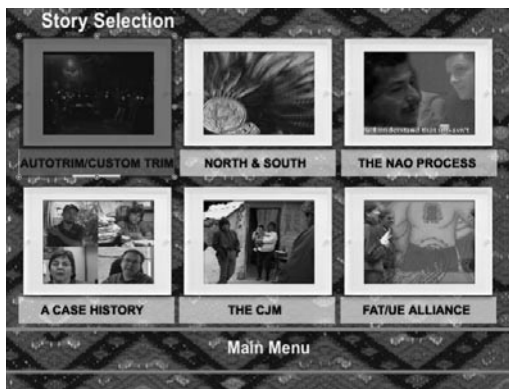 Story Selection
AUTOTRIM/CUSTOM TRIM
NORTH & SOUTH
THE NAO PROCESS
A CASE HISTORY
THE CJM
FAT/UE ALLIANCE
Main Menu